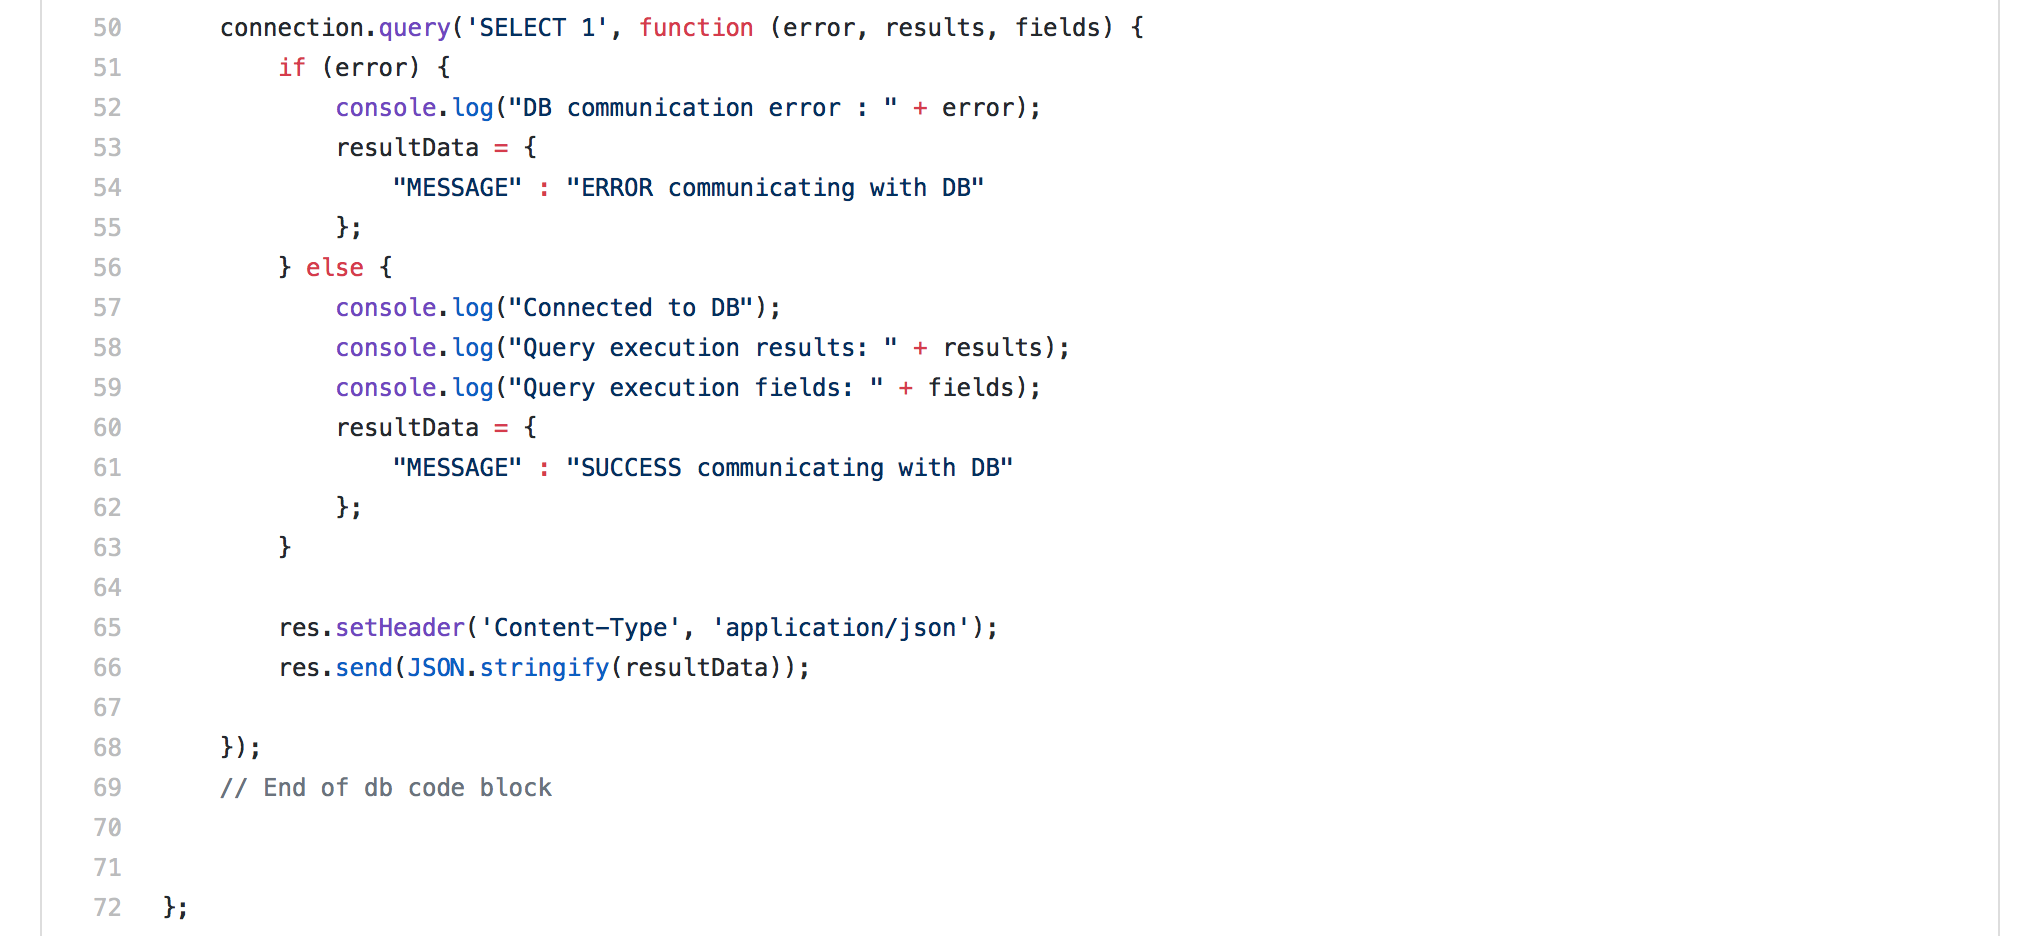 50 connection.query('SELECT 1', function (error, results, fields) {
51 if (error) {
52 console.log("DB communication error : " + error);
53 resultData = {
54 "MESSAGE" : "ERROR communicating with DB"
55 };
56 } else {
57 console.log("Connected to DB");
58 console.log("Query execution results: " + results);
59 console.log("Query execution fields: " + fields);
60 resultData = {
61 "MESSAGE" : "SUCCESS communicating with DB"
62 };
63 }
64
65 res.setHeader('Content-Type', 'application/json');
66 res.send(JSON.stringify(resultData));
67
68 });
69 // End of db code block
70
71
72 };